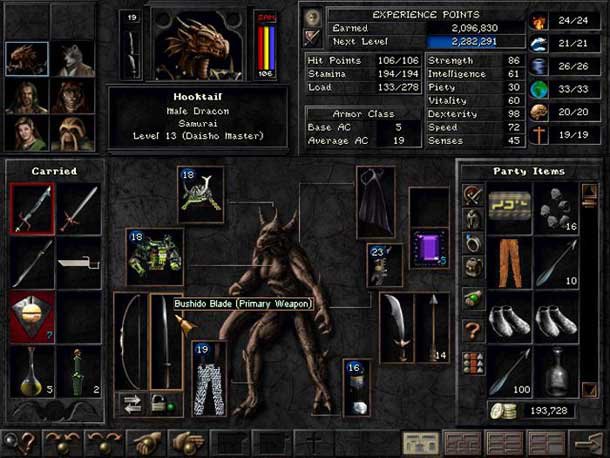 19
SAM
106
Hooktail
Male Dracon
Samurai
Level 13 (Daisho Master)
EXPERIENCE POINTS
Earned 2,096,830
Next Level 2,282,291
Hit Points 106/106
Stamina 194/194
Load 133/278
Armor Class
Base AC 5
Average AC 19
Strength 86
Intelligence 61
Piety 30
Vitality 60
Dexterity 98
Speed 72
Senses 45
24/24
21/21
26/26
33/33
20/20
19/19
Carried
7
5
2
18
18
23
5
Bushido Blade (Primary Weapon)
19
16
14
Party Items
16
10
100
193,728